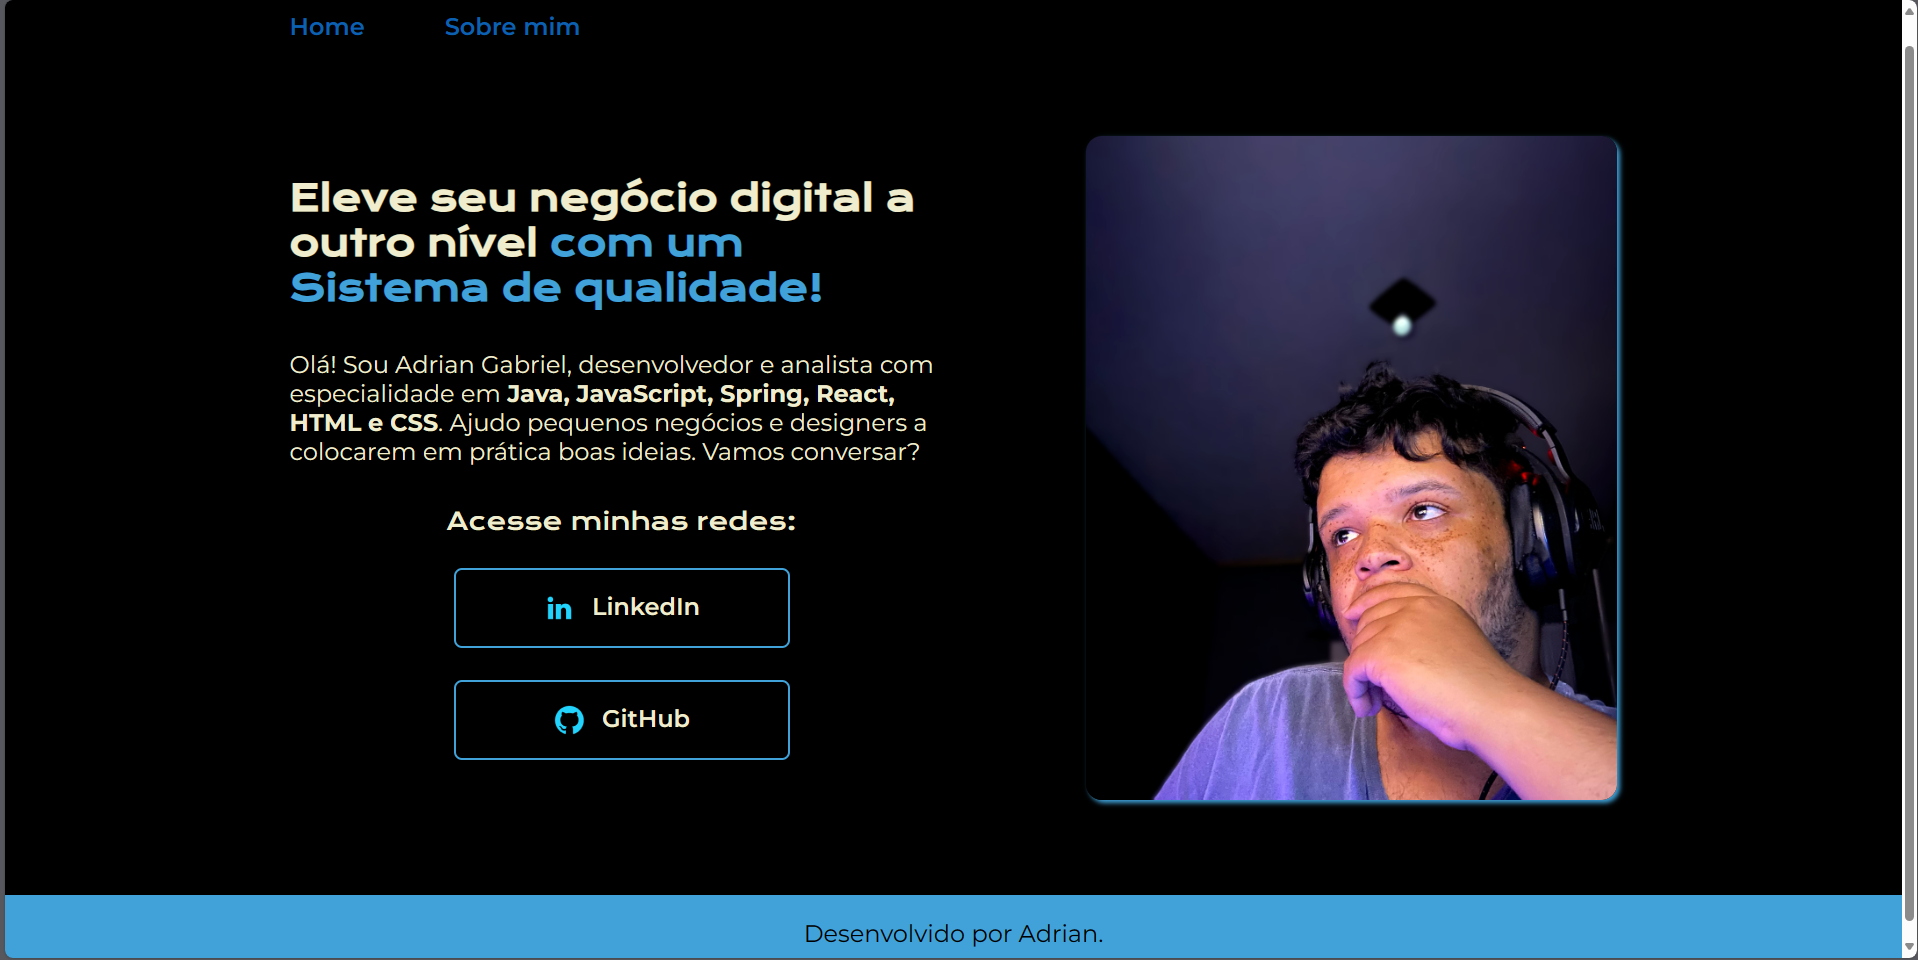 Home Sobre mim
Eleve seu negócio digital a
outro nível com um
Sistema de qualidade!
Olá! Sou Adrian Gabriel, desenvolvedor e analista com
especialidade em Java, JavaScript, Spring, React,
HTML e CSS. Ajudo pequenos negócios e designers a
colocarem em prática boas ideias. Vamos conversar?
Acesse minhas redes:
in LinkedIn
GitHub
Desenvolvido por Adrian.